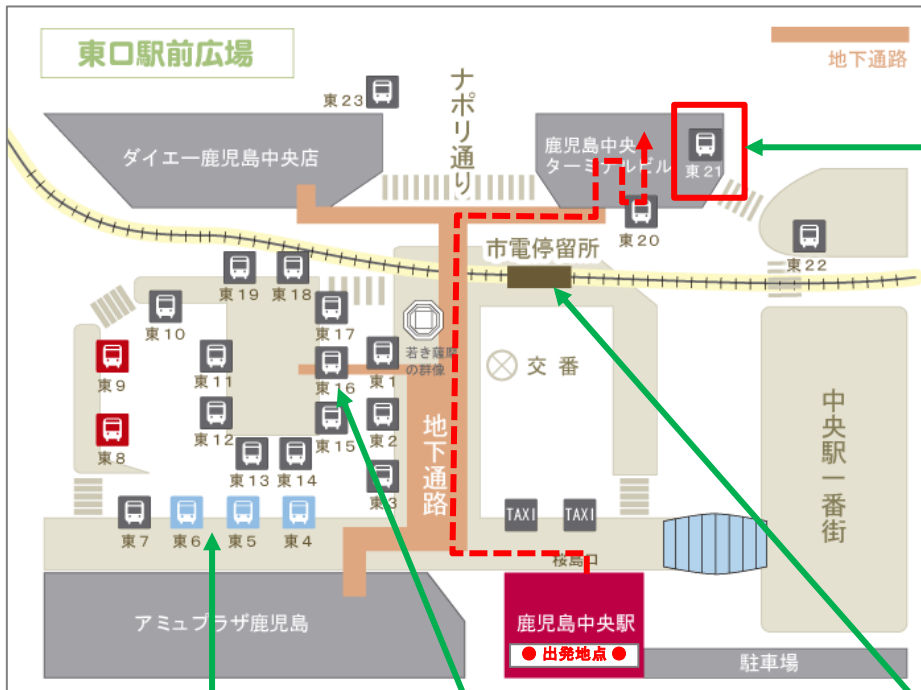 東口駅前広場
地下通路
ナポリ通り
東23
ダイエー鹿児島中央店
鹿児島中央
ターミナルビル
東21
東20
東22
市電停留所
東19
東18
東17
東10
若き薩摩
の群像
東1
東16
交番
東9
東11
東12
東15
東2
地下通路
中央駅一番街
東8
東13
東14
東3
TAXI
TAXI
東7
東6
東5
東4
桜島口
アミュプラザ鹿児島
鹿児島中央駅
● 出発地点 ●
駐車場